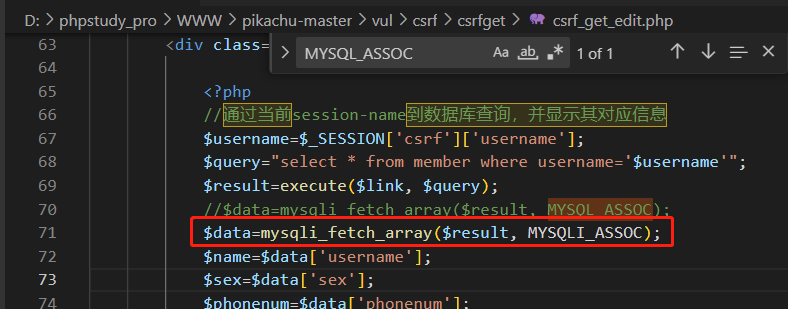 D: > phpstudy_pro > WWW > pikachu-master > vul > csrf > csrfget > csrf_get_edit.php
63 <div class=
MYSQL_ASSOC Aa ab .* 1 of 1
64
65 <?php
66 //通过当前session-name到数据库查询，并显示其对应信息
67 $username=$_SESSION['csrf']['username'];
68 $query="select * from member where username='$username'";
69 $result=execute($link, $query);
70 //$data=mysqli_fetch_array($result, MYSQL_ASSOC);
71 $data=mysqli_fetch_array($result, MYSQLI_ASSOC);
72 $name=$data['username'];
73 $sex=$data['sex'];
74 $phonenum=$data['phonenum'];